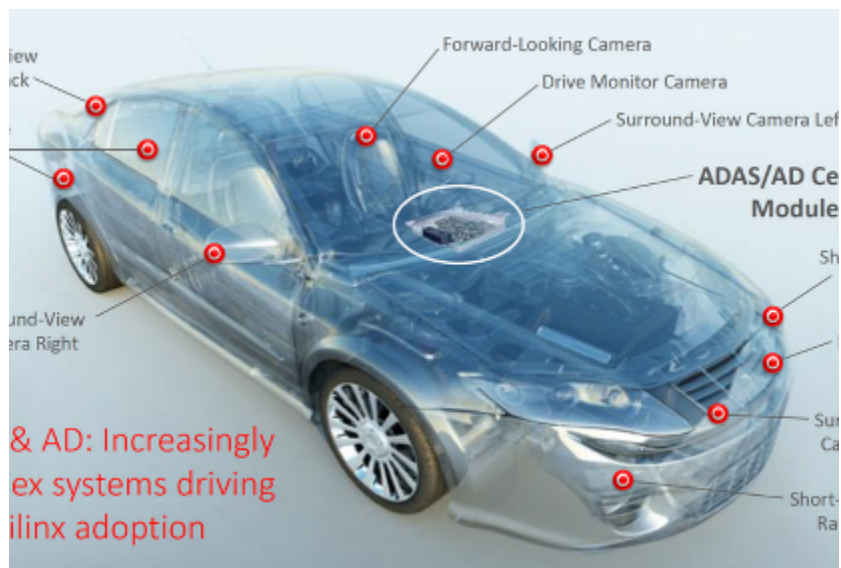 Forward-Looking Camera
Drive Monitor Camera
Surround-View Camera Lef
ADAS/AD Ce
Module
iew
ck
Sh
und-View
era Right
Sur
Ca
Short-
Ra
& AD: Increasingly
ex systems driving
ilinx adoption